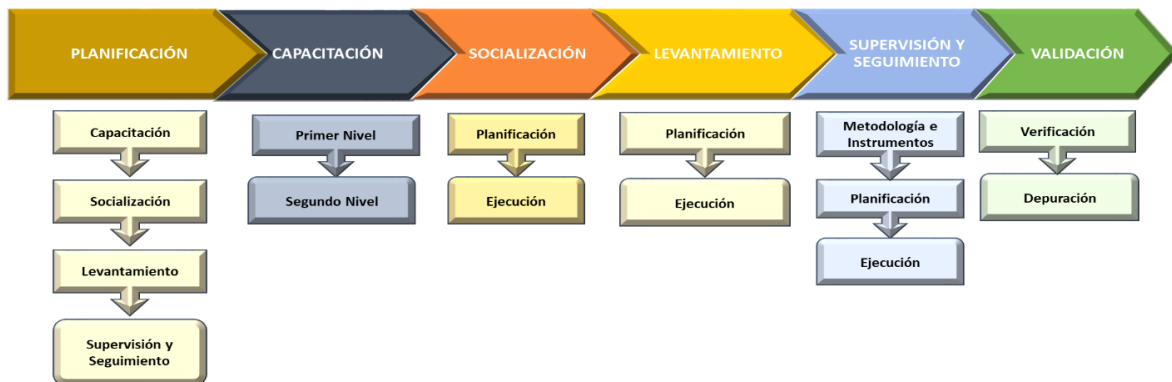 PLANIFICACIÓN
CAPACITACIÓN
SOCIALIZACIÓN
LEVANTAMIENTO
SUPERVISIÓN Y
SEGUIMIENTO
VALIDACIÓN
Capacitación
Socialización
Levantamiento
Supervisión y
Seguimiento
Primer Nivel
Segundo Nivel
Planificación
Ejecución
Planificación
Ejecución
Metodología e
Instrumentos
Planificación
Ejecución
Verificación
Depuración